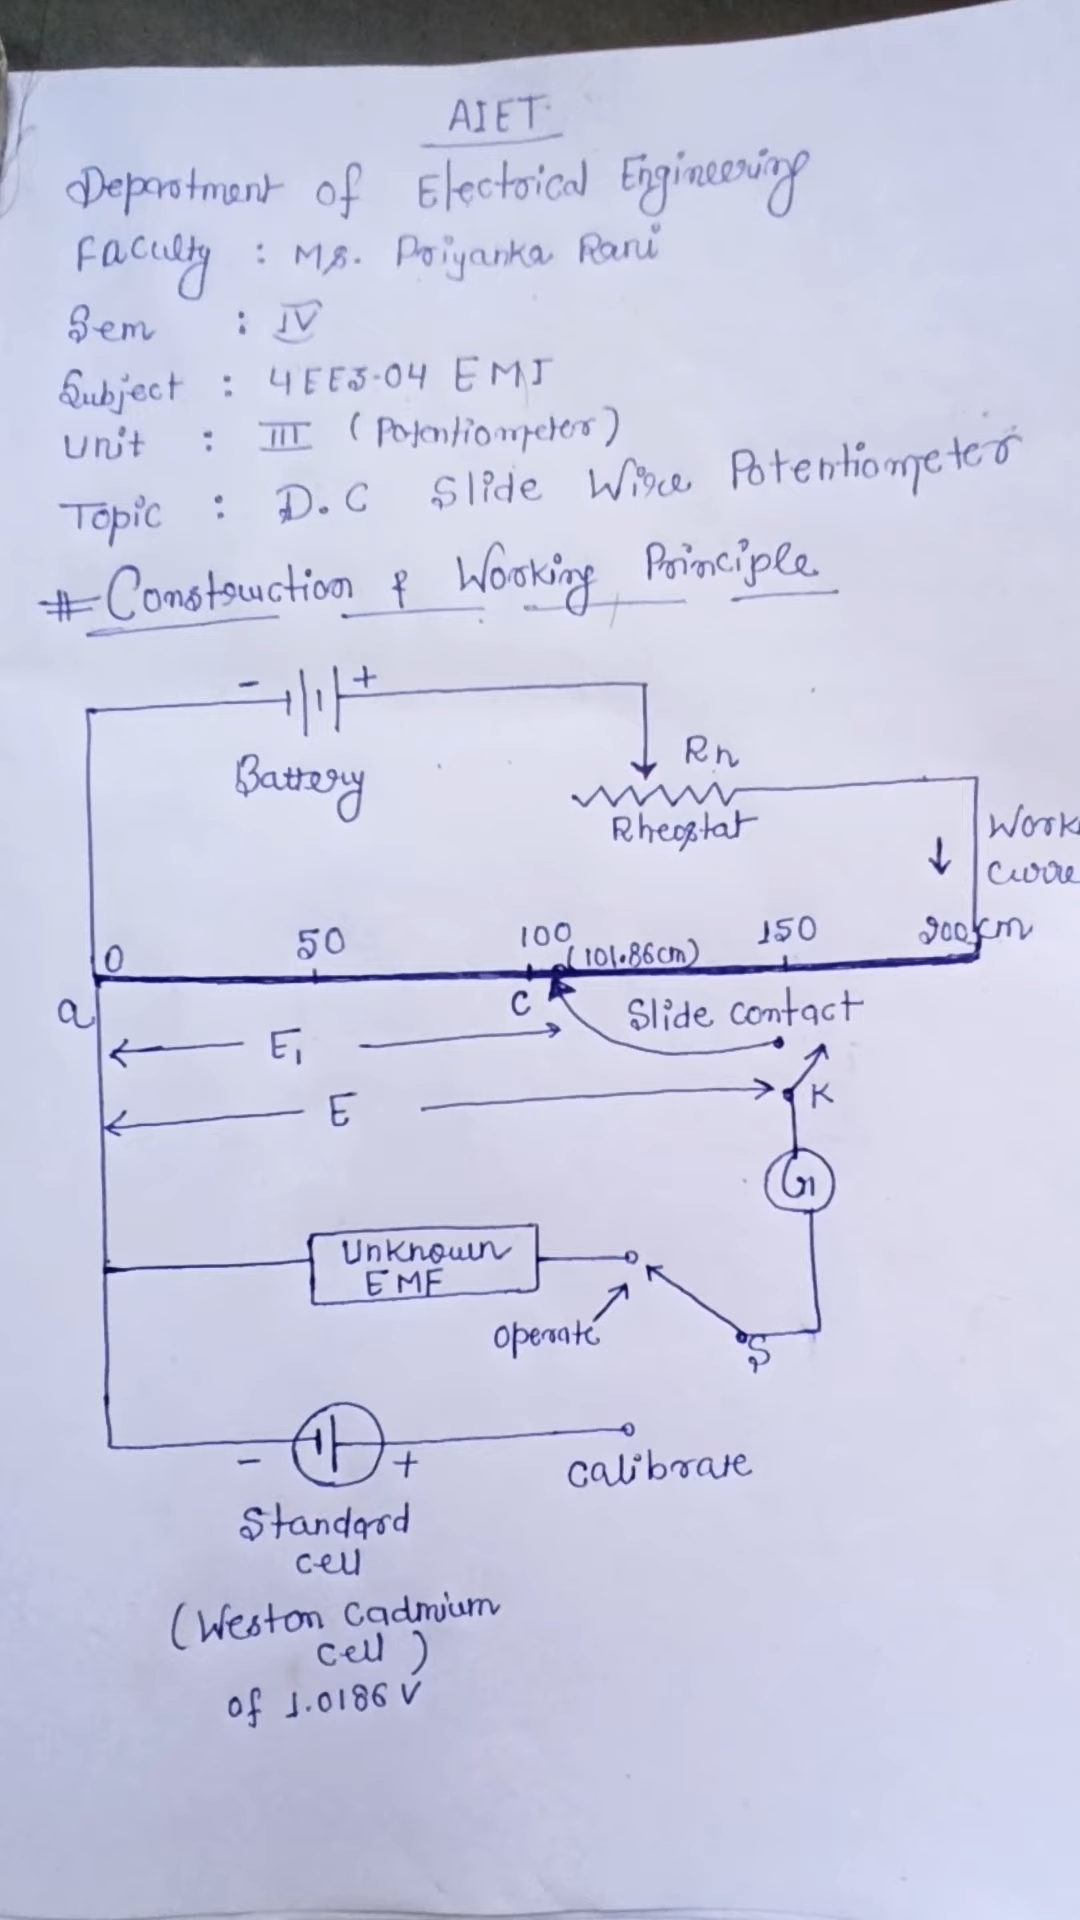 AIET
Department of Electrical Engineering
Faculty : Ms. Priyanka Rani
Sem : IV
Subject : 4EE3-04 EMI
Unit : III (Potentiometer)
Topic : D.C Slide Wire Potentiometer
# Construction & Working Principle
- +
Battery
Rh
Rheostat
Work
Curre
0 50 100 150 200 cm
(101.86cm)
a
C
Slide contact
E1
K
E
G
Unknown
EMF
Operate
S
- +
Calibrate
Standard
cell
(Weston Cadmium
cell)
of 1.0186 V